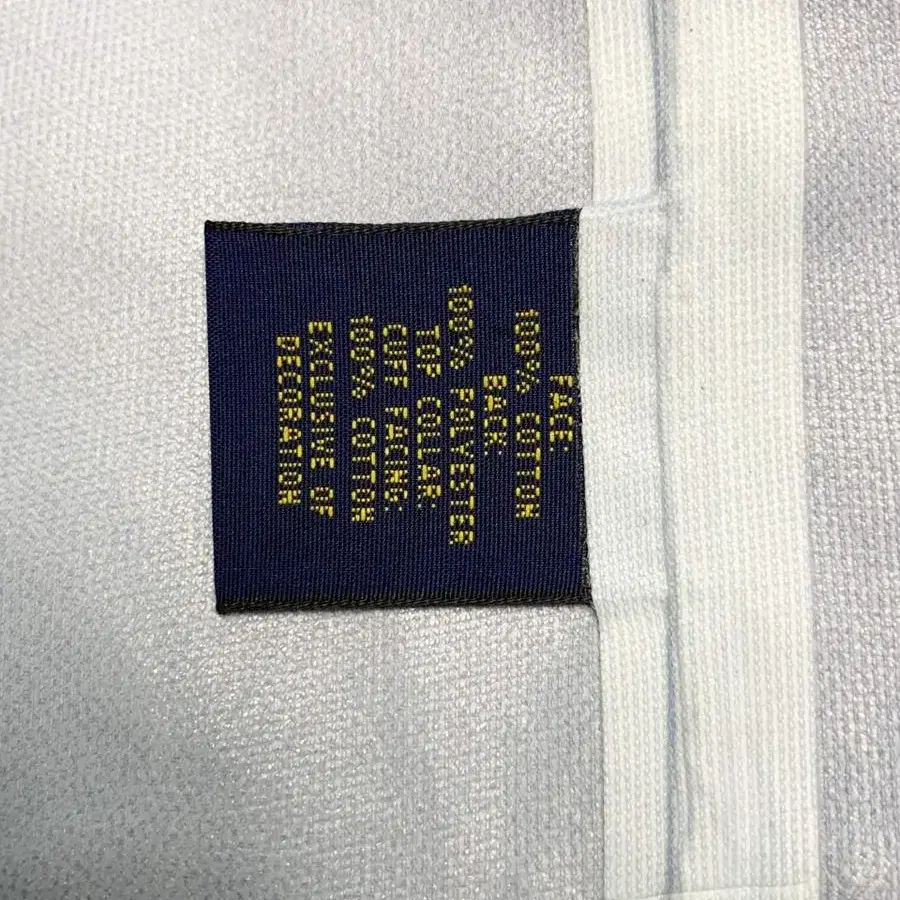 FACE:
100% COTTON
BACK:
100% POLYESTER
TOP COLLAR:
CUFF FACING:
100% COTTON
EXCLUSIVE OF
DECORATION